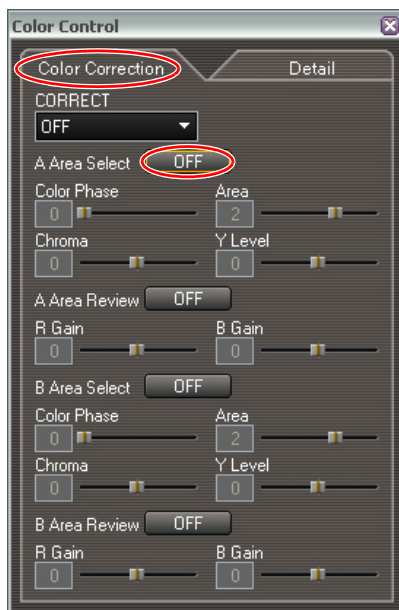 Color Control
Color Correction Detail
CORRECT
OFF
A Area Select OFF
Color Phase Area
0 2
Chroma Y Level
0 0
A Area Review OFF
R Gain B Gain
0 0
B Area Select OFF
Color Phase Area
0 2
Chroma Y Level
0 0
B Area Review OFF
R Gain B Gain
0 0